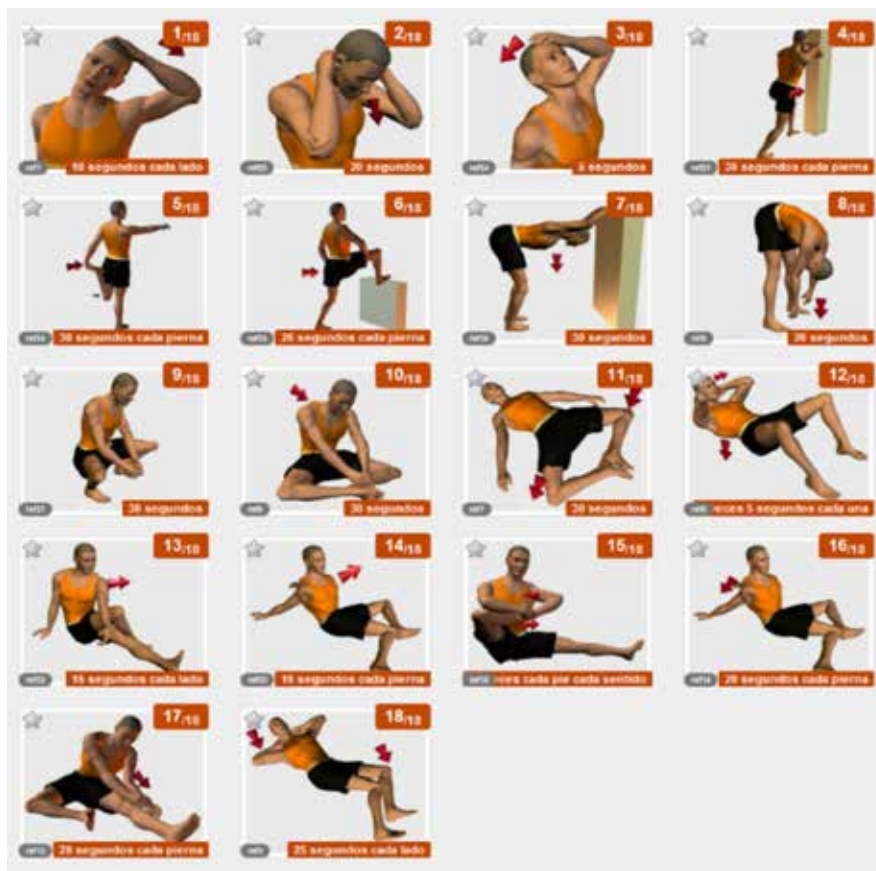 1/18
10 segundos cada lado
2/18
20 segundos
3/18
5 segundos
4/18
segundos cada pierna
5/18
30 segundos cada pierna
6/18
segundos cada pierna
7/18
30 segundos
8/18
segundos
9/18
30 segundos
10/18
30 segundos
11/18
30 segundos
12/18
5 segundos cada una
13/18
15 segundos cada lado
14/18
segundos cada pierna
15/18
cada pie cada sentido
16/18
20 segundos cada pierna
17/18
20 segundos cada pierna
18/18
25 segundos cada lado